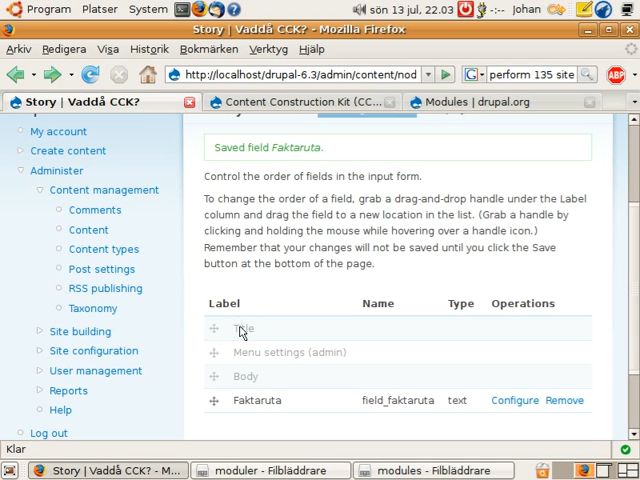 Program Platser System sön 13 jul, 22.03 -:-- Johan
Story | Vaddå CCK? - Mozilla Firefox
Arkiv Redigera Visa Historik Bokmärken Verktyg Hjälp
http://localhost/drupal-6.3/admin/content/nod G perform 135 site ABP
Story | Vaddå CCK? Content Construction Kit (CC... Modules | drupal.org
My account
Create content
Administer
Content management
Comments
Content
Content types
Post settings
RSS publishing
Taxonomy
Site building
Site configuration
User management
Reports
Help
Log out
Saved field Faktaruta.
Control the order of fields in the input form.
To change the order of a field, grab a drag-and-drop handle under the Label
column and drag the field to a new location in the list. (Grab a handle by
clicking and holding the mouse while hovering over a handle icon.)
Remember that your changes will not be saved until you click the Save
button at the bottom of the page.
Label Name Type Operations
Title
Menu settings (admin)
Body
Faktaruta field_faktaruta text Configure Remove
Klar
Story | Vaddå CCK? - M... moduler - Filbläddrare modules - Filbläddrare